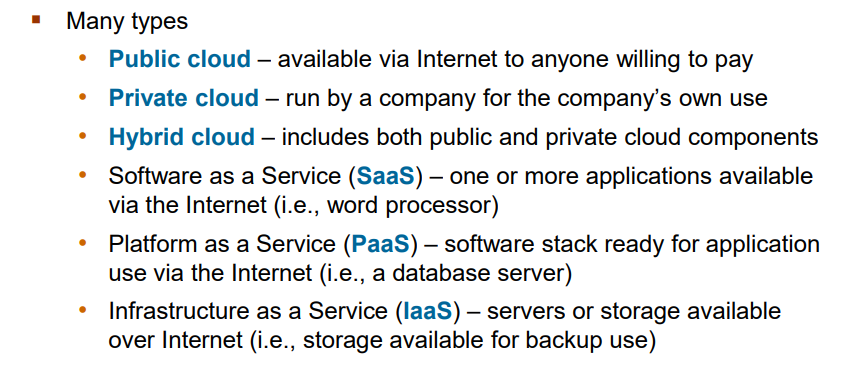 ▪ Many types
• Public cloud – available via Internet to anyone willing to pay
• Private cloud – run by a company for the company’s own use
• Hybrid cloud – includes both public and private cloud components
• Software as a Service (SaaS) – one or more applications available
via the Internet (i.e., word processor)
• Platform as a Service (PaaS) – software stack ready for application
use via the Internet (i.e., a database server)
• Infrastructure as a Service (IaaS) – servers or storage available
over Internet (i.e., storage available for backup use)